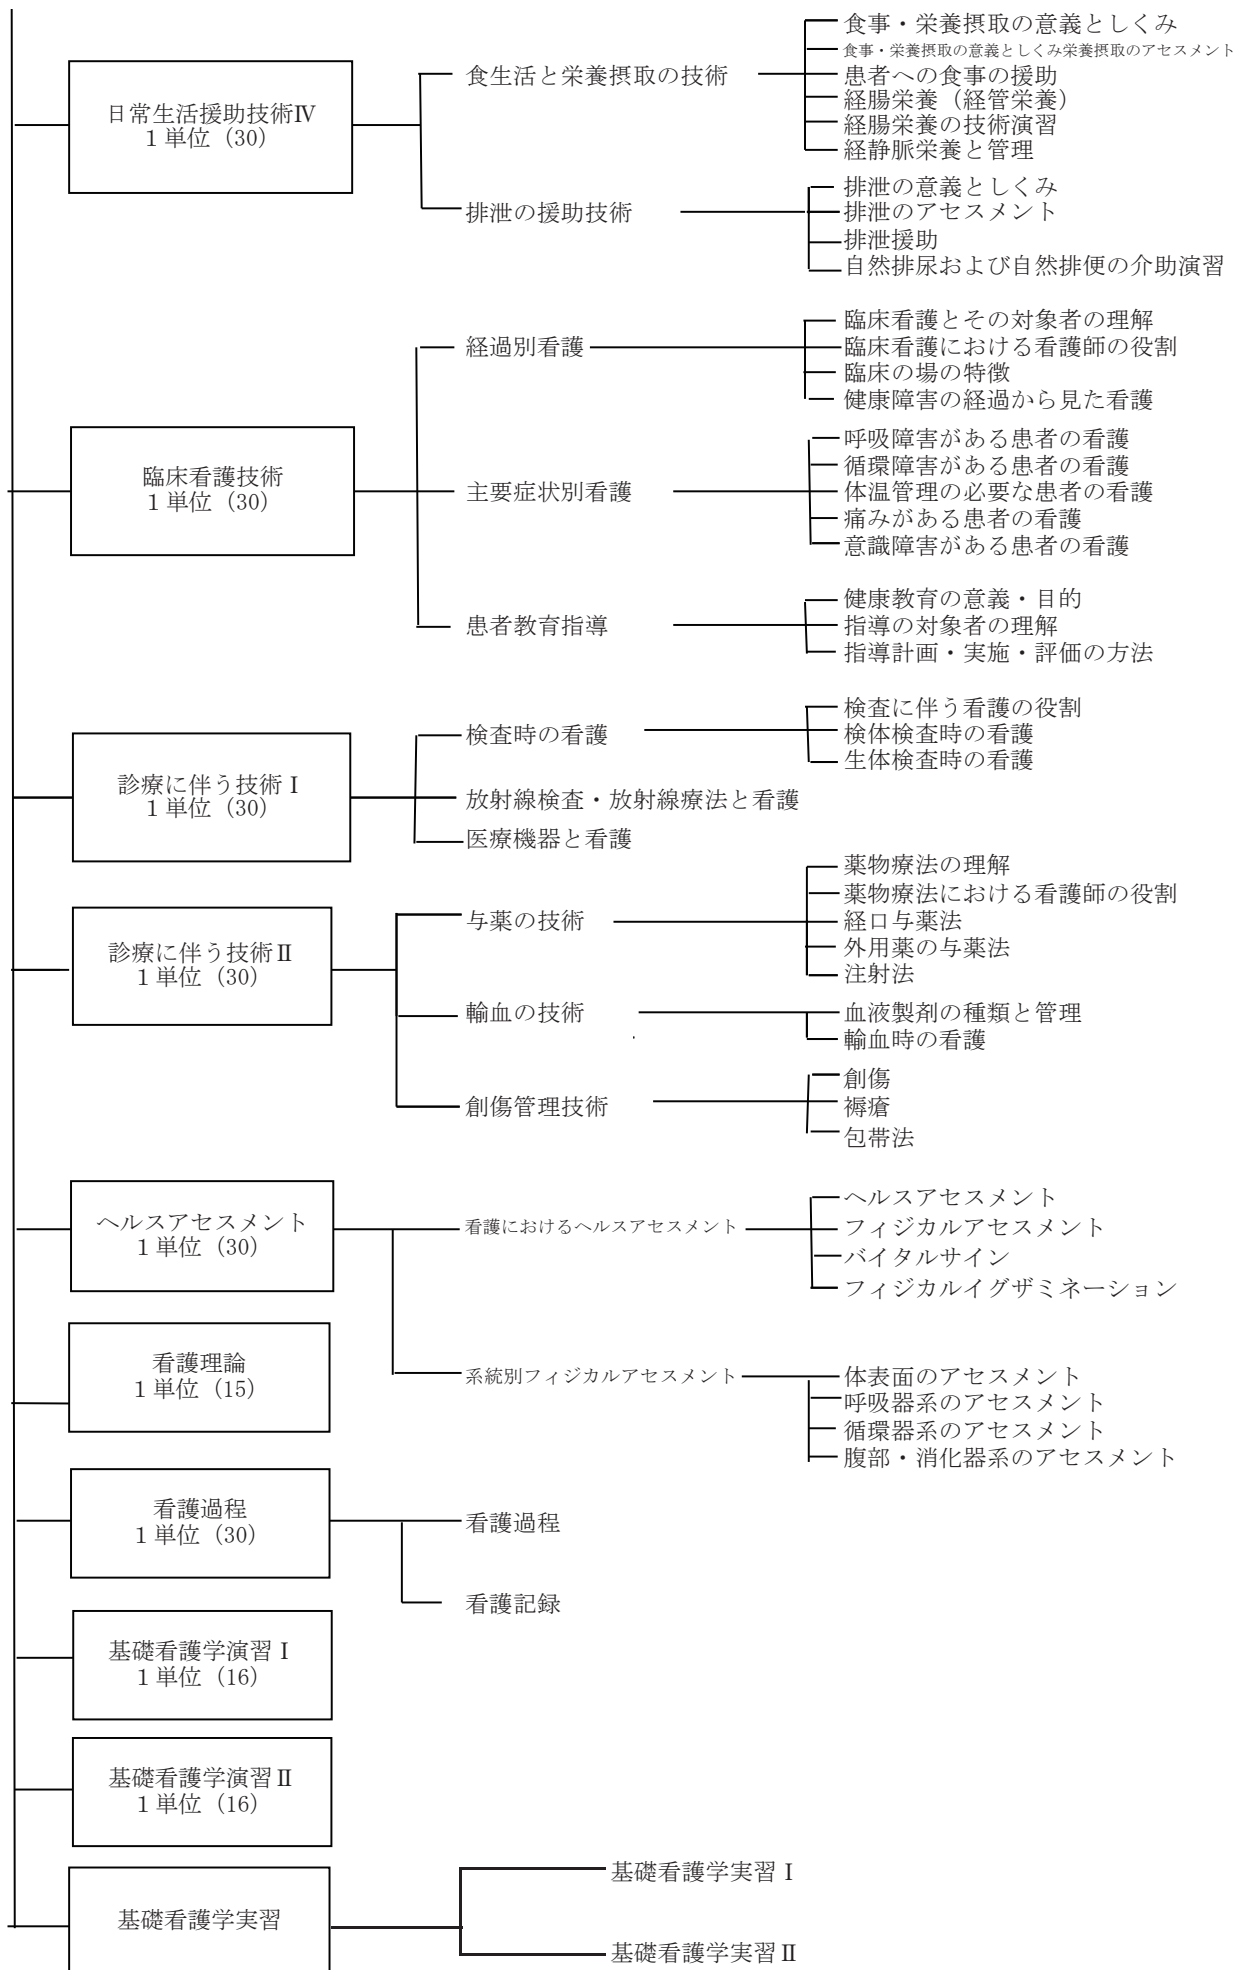 日常生活援助技術Ⅳ
1 単位（30）
食生活と栄養摂取の技術
食事・栄養摂取の意義としくみ
食事・栄養摂取の意義としくみ栄養摂取のアセスメント
患者への食事の援助
経腸栄養（経管栄養）
経腸栄養の技術演習
経静脈栄養と管理
排泄の援助技術
排泄の意義としくみ
排泄のアセスメント
排泄援助
自然排尿および自然排便の介助演習
臨床看護技術
1 単位（30）
経過別看護
臨床看護とその対象者の理解
臨床看護における看護師の役割
臨床の場の特徴
健康障害の経過から見た看護
主要症状別看護
呼吸障害がある患者の看護
循環障害がある患者の看護
体温管理の必要な患者の看護
痛みがある患者の看護
意識障害がある患者の看護
患者教育指導
健康教育の意義・目的
指導の対象者の理解
指導計画・実施・評価の方法
診療に伴う技術Ⅰ
1 単位（30）
検査時の看護
検査に伴う看護の役割
検体検査時の看護
生体検査時の看護
放射線検査・放射線療法と看護
医療機器と看護
診療に伴う技術Ⅱ
1 単位（30）
与薬の技術
薬物療法の理解
薬物療法における看護師の役割
経口与薬法
外用薬の与薬法
注射法
輸血の技術
血液製剤の種類と管理
輸血時の看護
創傷管理技術
創傷
褥瘡
包帯法
ヘルスアセスメント
1 単位（30）
看護におけるヘルスアセスメント
ヘルスアセスメント
フィジカルアセスメント
バイタルサイン
フィジカルイグザミネーション
系統別フィジカルアセスメント
体表面のアセスメント
呼吸器系のアセスメント
循環器系のアセスメント
腹部・消化器系のアセスメント
看護理論
1 単位（15）
看護過程
1 単位（30）
看護過程
看護記録
基礎看護学演習Ⅰ
1 単位（16）
基礎看護学演習Ⅱ
1 単位（16）
基礎看護学実習
基礎看護学実習Ⅰ
基礎看護学実習Ⅱ